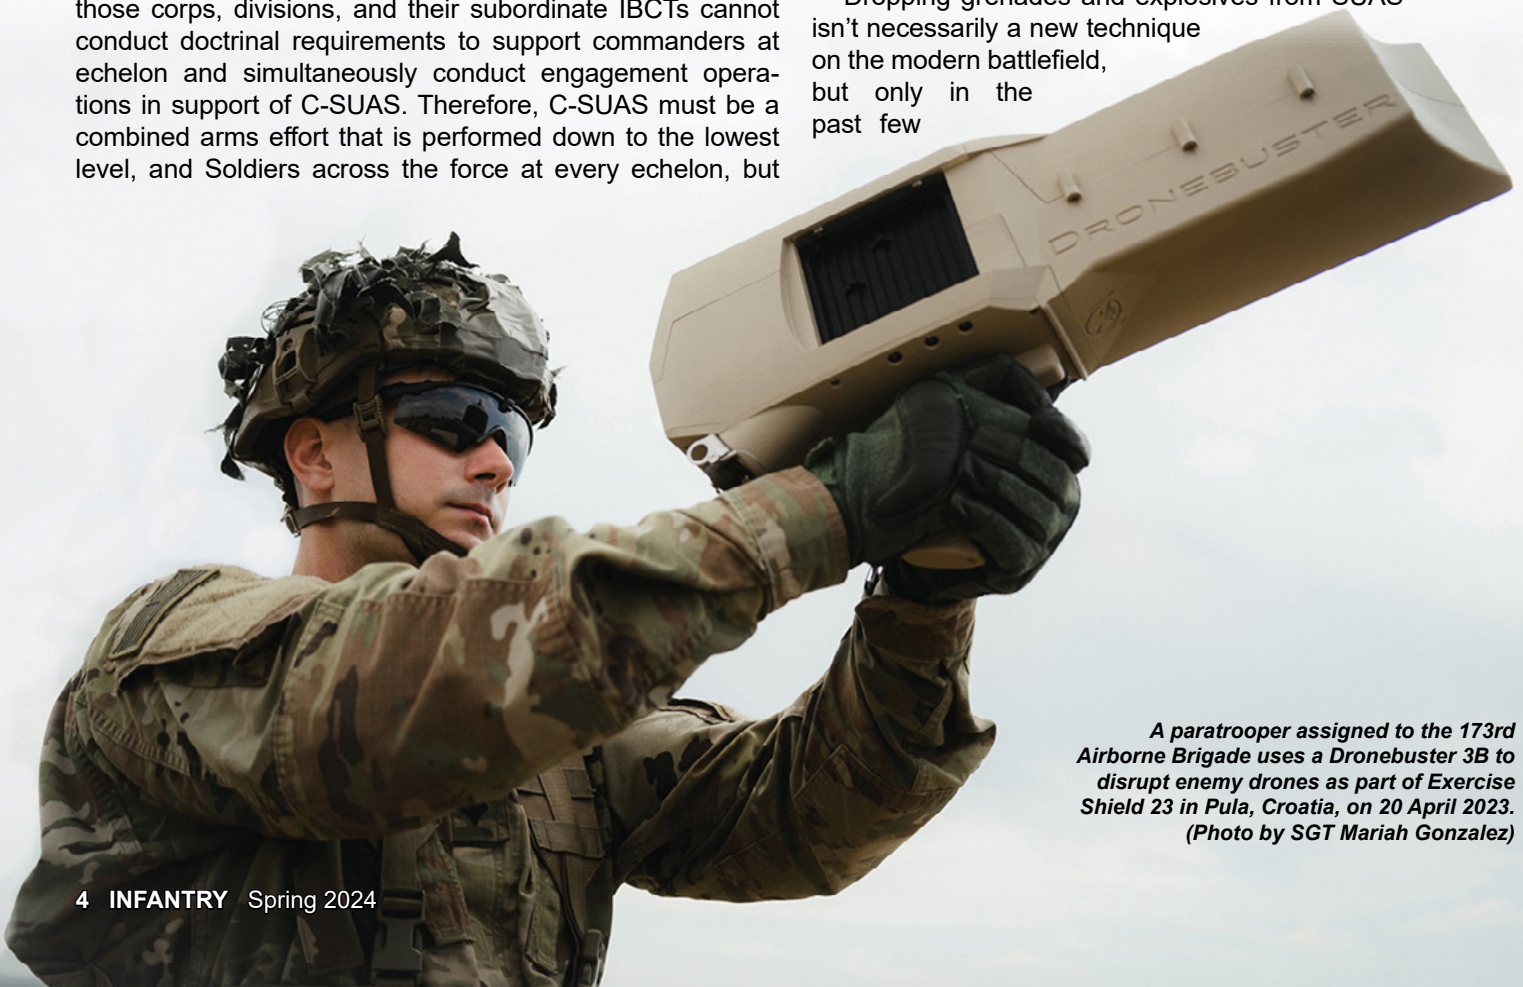 those corps, divisions, and their subordinate IBCTs cannot
conduct doctrinal requirements to support commanders at
echelon and simultaneously conduct engagement opera-
tions in support of C-SUAS. Therefore, C-SUAS must be a
combined arms effort that is performed down to the lowest
level, and Soldiers across the force at every echelon, but
Dropping grenades and explosives from SUAS
isn’t necessarily a new technique
on the modern battlefield,
but only in the
past few
DRONEBUSTER
A paratrooper assigned to the 173rd
Airborne Brigade uses a Dronebuster 3B to
disrupt enemy drones as part of Exercise
Shield 23 in Pula, Croatia, on 20 April 2023.
(Photo by SGT Mariah Gonzalez)
4 INFANTRY Spring 2024